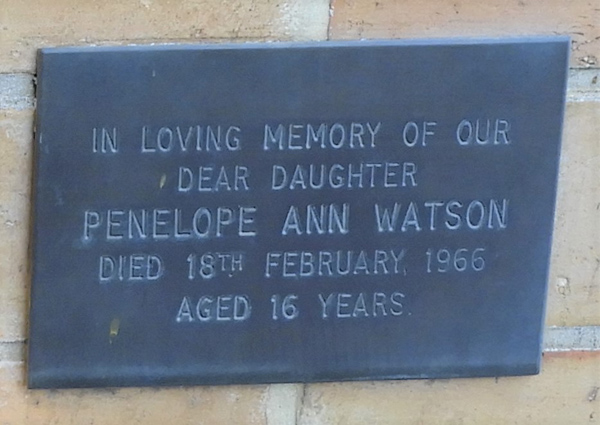 IN LOVING MEMORY OF OUR
DEAR DAUGHTER
PENELOPE ANN WATSON
DIED 18TH FEBRUARY, 1966
AGED 16 YEARS.